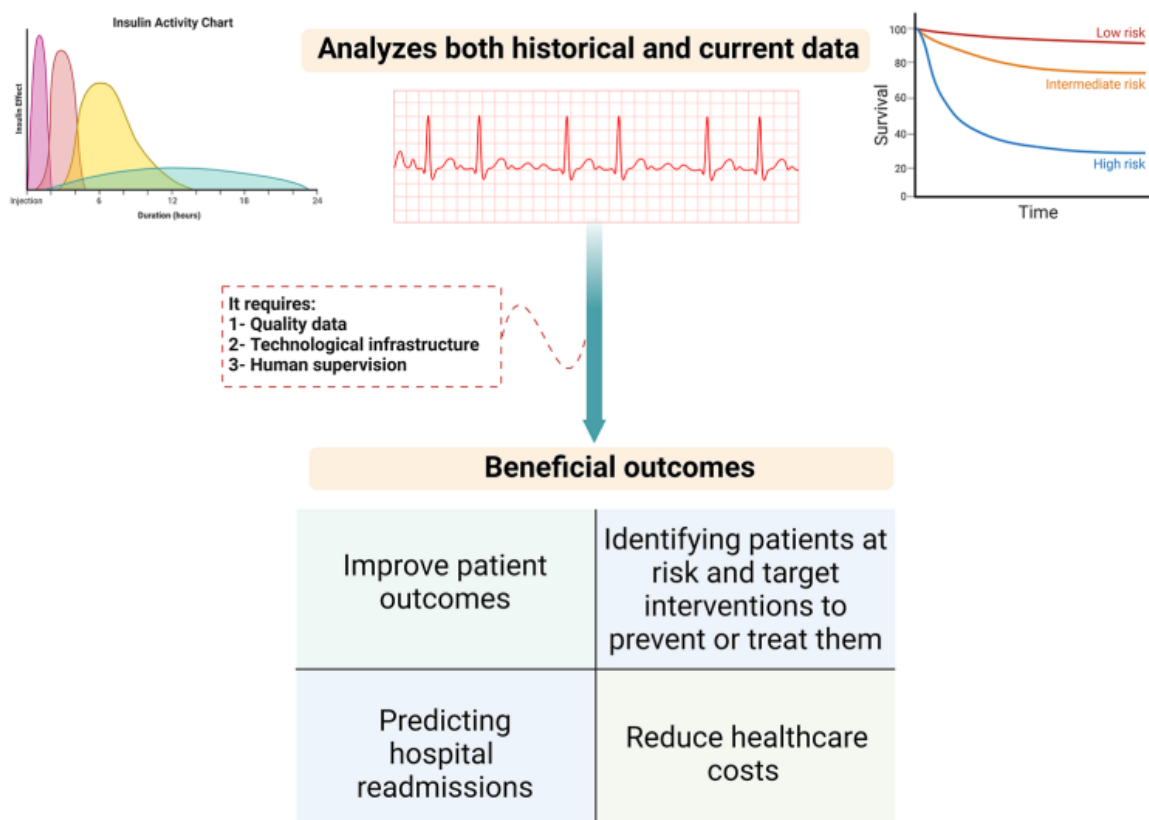 Insulin Activity Chart
Insulin Effect
Injection
6
12
18
24
Duration (hours)
Analyzes both historical and current data
100
80
60
40
20
0
Survival
Low risk
Intermediate risk
High risk
Time
It requires:
1- Quality data
2- Technological infrastructure
3- Human supervision
Beneficial outcomes
Improve patient
outcomes
Identifying patients at
risk and target
interventions to
prevent or treat them
Predicting
hospital
readmissions
Reduce healthcare
costs